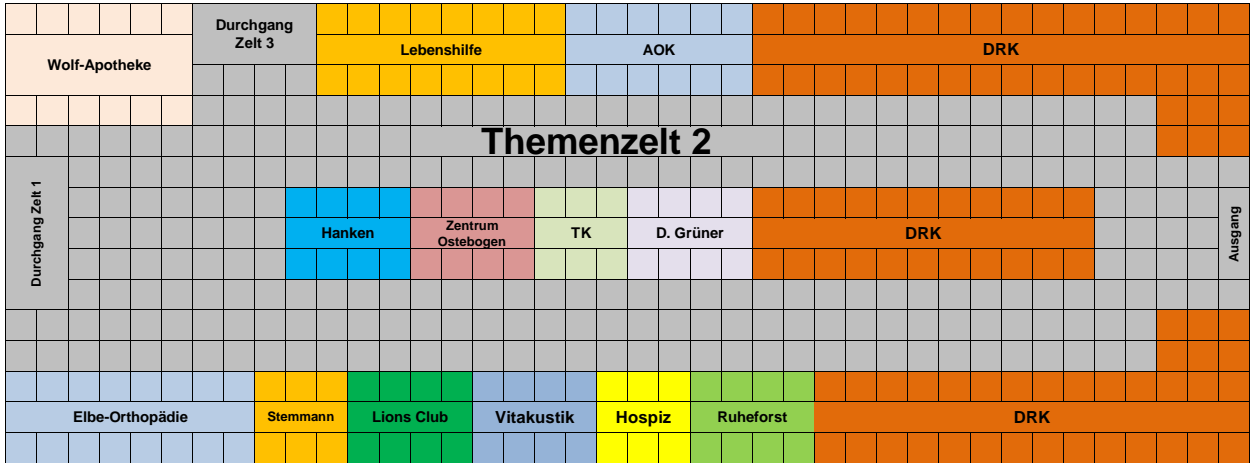 Durchgang
Zelt 3
Wolf-Apotheke
Lebenshilfe
AOK
DRK
Themenzelt 2
Durchgang Zelt 1
Hanken
Zentrum
Ostebogen
TK
D. Grüner
DRK
Ausgang
Elbe-Orthopädie
Stemmann
Lions Club
Vitakustik
Hospiz
Ruheforst
DRK